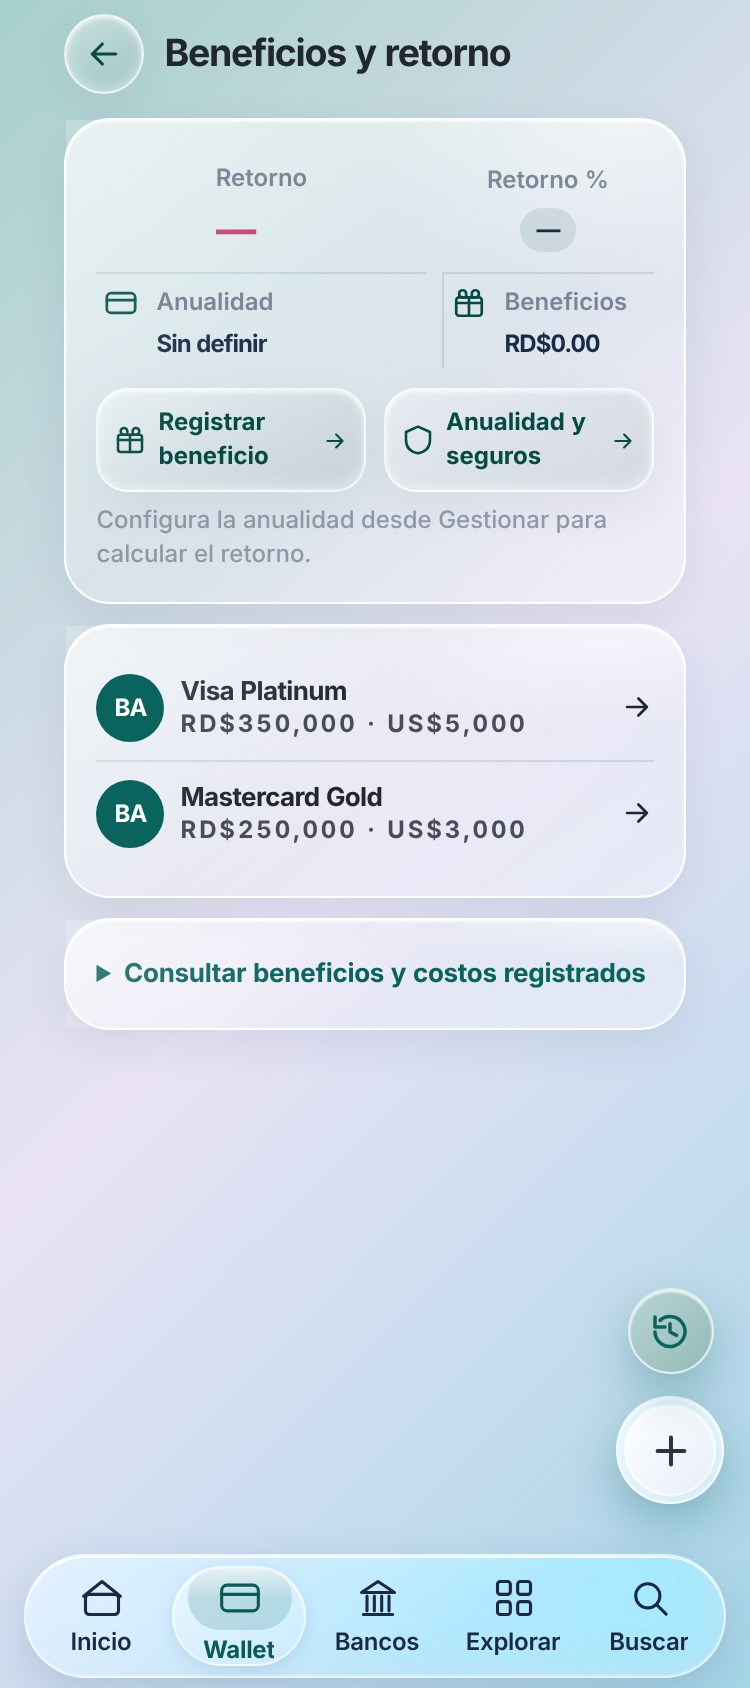 Beneficios y retorno
Retorno
Retorno %
—
—
Anualidad
Sin definir
Beneficios
RD$0.00
Registrar
beneficio
Anualidad y
seguros
Configura la anualidad desde Gestionar para
calcular el retorno.
BA
Visa Platinum
RD$350,000 · US$5,000
BA
Mastercard Gold
RD$250,000 · US$3,000
Consultar beneficios y costos registrados
Inicio
Wallet
Bancos
Explorar
Buscar